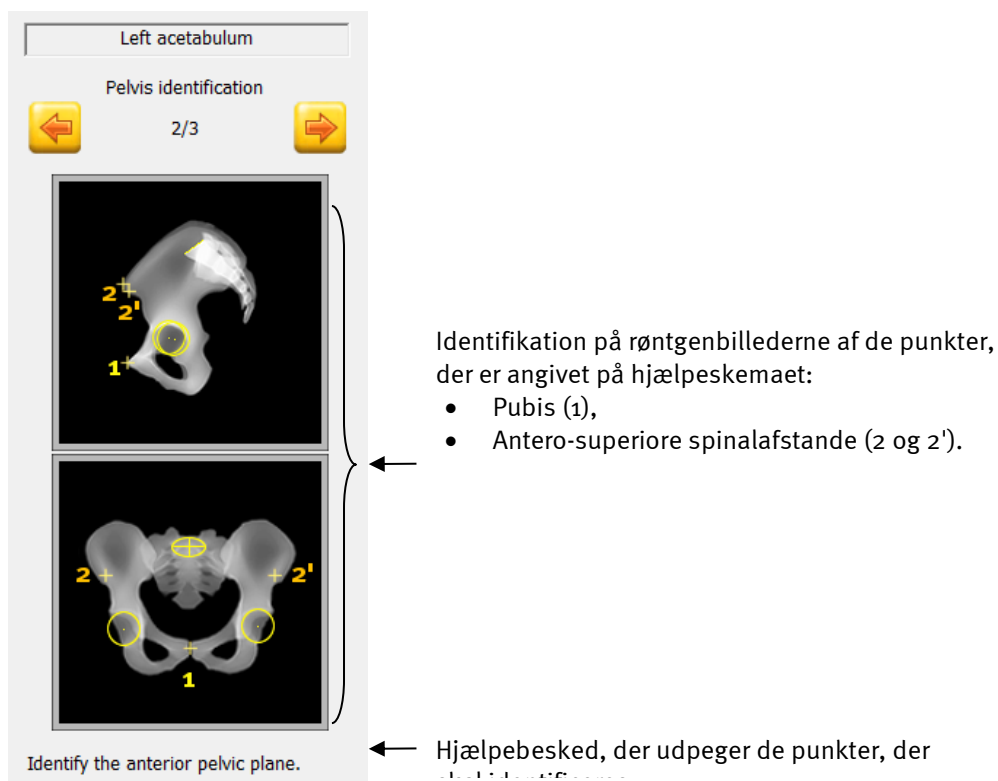 Left acetabulum
Pelvis identification
2/3
2
2'
1
2
2'
1
Identify the anterior pelvic plane.
Identifikation på røntgenbillederne af de punkter,
der er angivet på hjælpeskemaet:
• Pubis (1),
• Antero-superiore spinalafstande (2 og 2').
Hjælpebesked, der udpeger de punkter, der